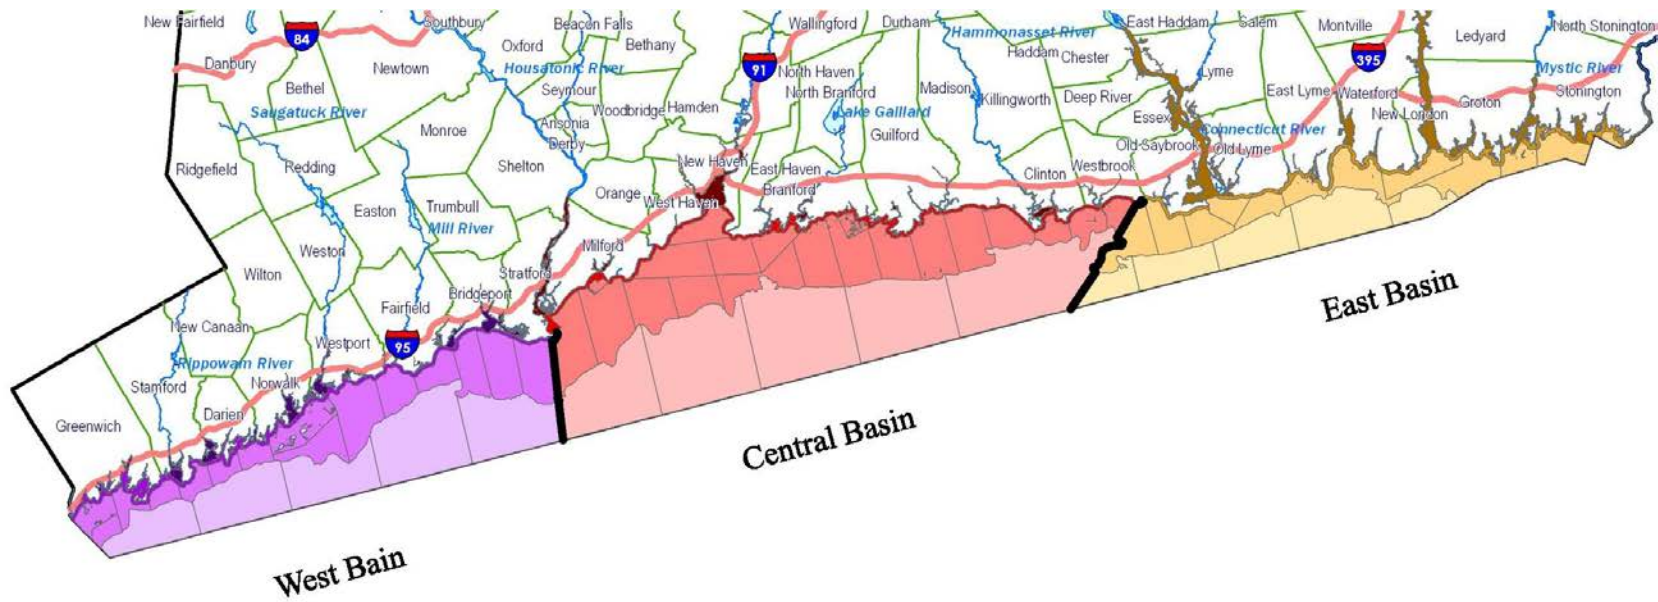 New Fairfield
Southbury
Beacon Falls
Wallingford
Durham
East Haddam
Salem
Montville
North Stonington
84
Oxford
Bethany
Hammonasset River
Ledyard
Danbury
Newtown
Housatonic River
91
North Haven
Haddam
Chester
395
Mystic River
Bethel
Seymour
North Branford
Madison
Killingworth
Deep River
Lyme
East Lyme
Waterford
Groton
Stonington
Saugatuck River
Woodbridge
Hamden
Lake Gaillard
Essex
New London
Monroe
Ansonia
Guilford
Connecticut River
Derby
Old Saybrook
Old Lyme
Ridgefield
Redding
Shelton
New Haven
East Haven
Clinton
Westbrook
Orange
West Haven
Branford
Easton
Trumbull
Mill River
Weston
Milford
Wilton
Stratford
Bridgeport
Fairfield
New Canaan
Westport
95
Rippowam River
Stamford
Norwalk
Darien
Greenwich
East Basin
Central Basin
West Bain